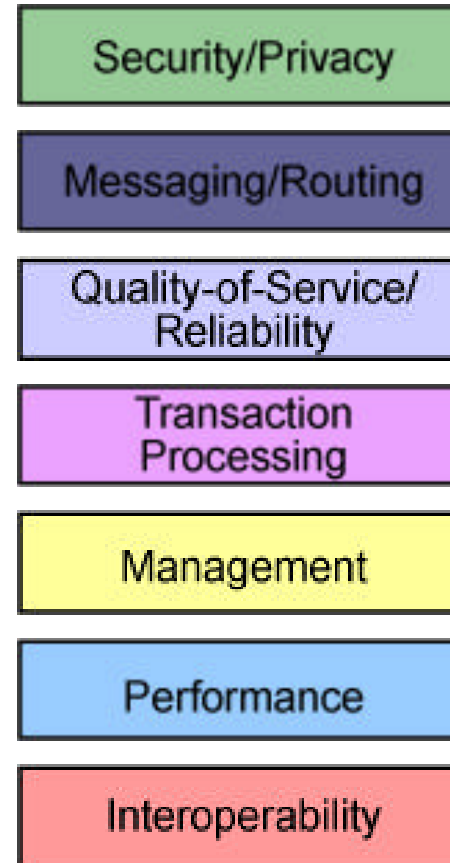 Security/Privacy
Messaging/Routing
Quality-of-Service/
Reliability
Transaction
Processing
Management
Performance
Interoperability